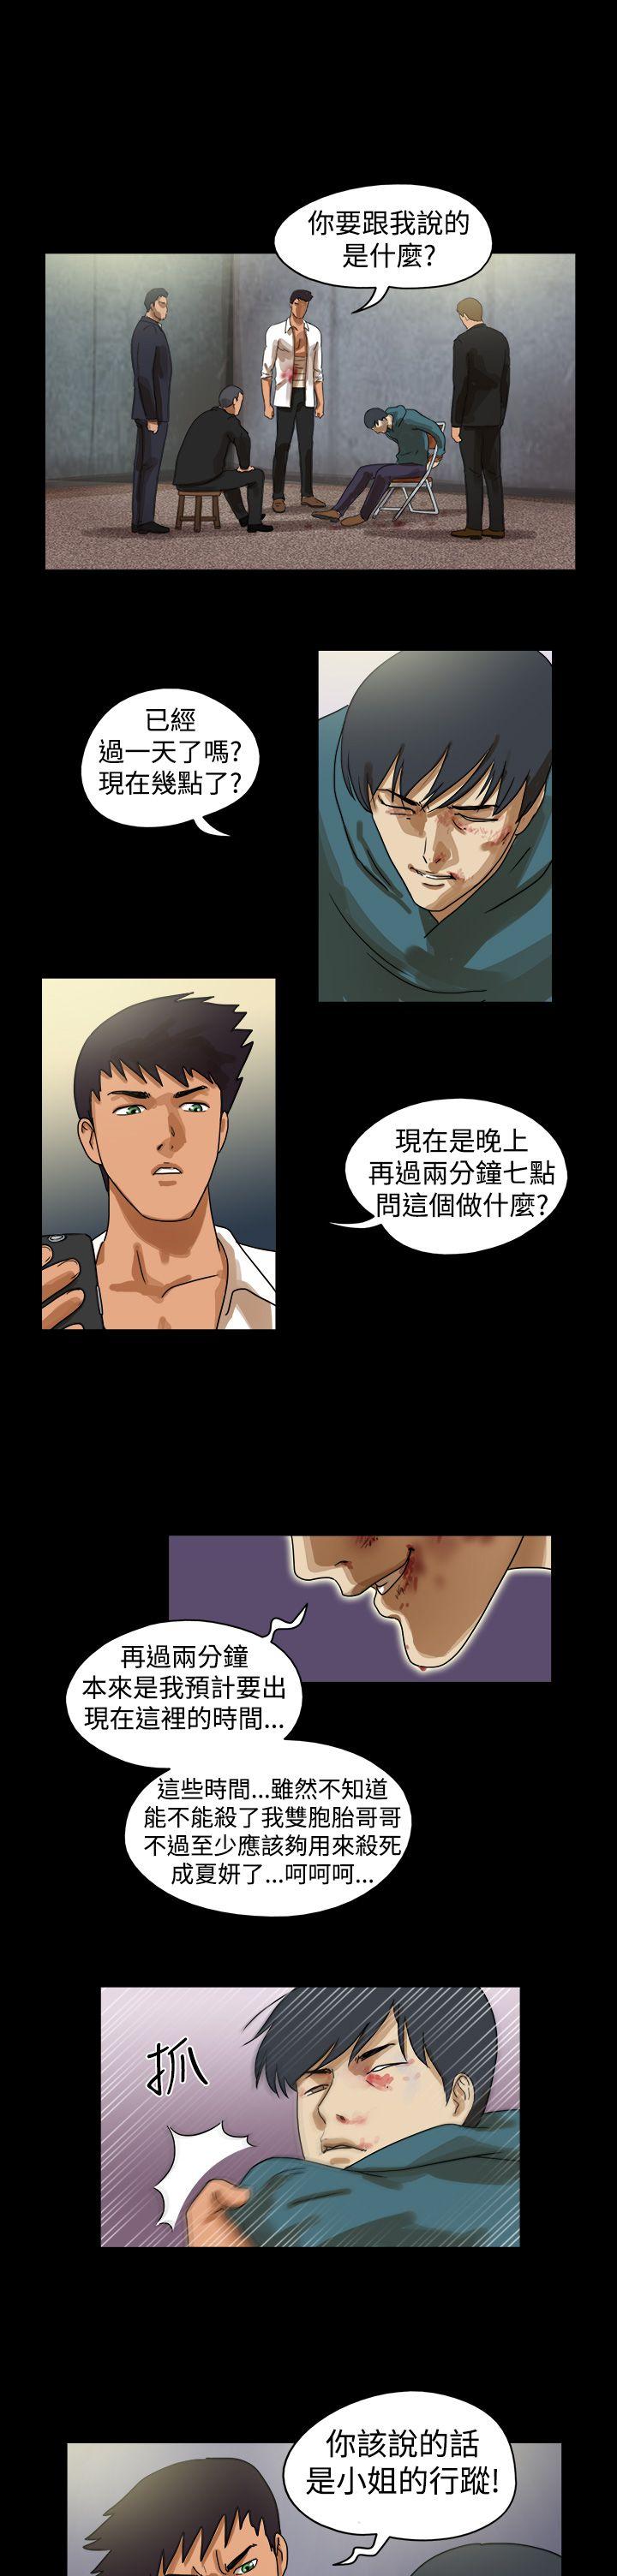 你要跟我說的
是什麼?
已經
過一天了嗎?
現在幾點了?
現在是晚上
再過兩分鐘七點
問這個做什麼?
再過兩分鐘
本來是我預計要出
現在這裡的時間...
這些時間...雖然不知道
能不能殺了我雙胞胎哥哥
不過至少應該夠用來殺死
成夏妍了...呵呵呵...
抓
你該說的話
是小姐的行蹤!